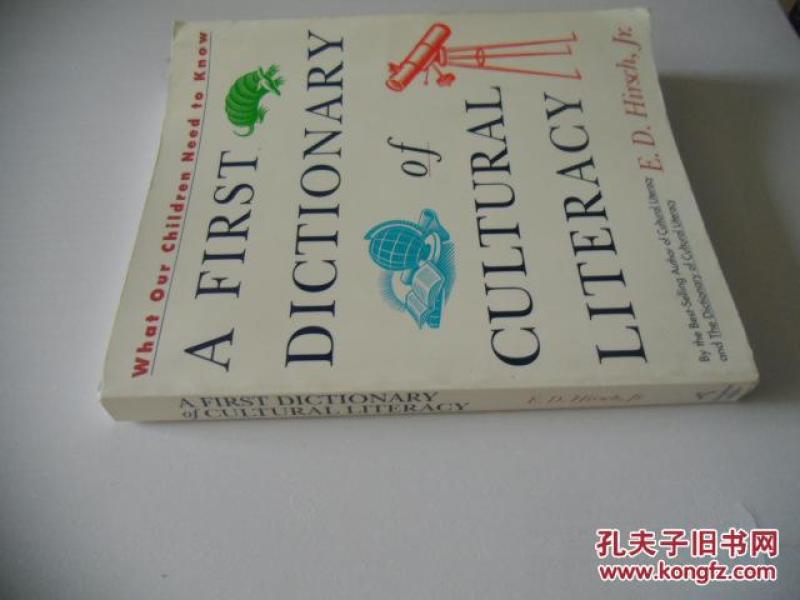 What Our Children Need to Know
A FIRST
DICTIONARY
of
CULTURAL
LITERACY
E. D. Hirsch, Jr.
By the Best-Selling Author of Cultural Literacy
and The Dictionary of Cultural Literacy
A FIRST DICTIONARY
of CULTURAL LITERACY
E. D. Hirsch, Jr.
孔夫子旧书网
www.kongfz.com